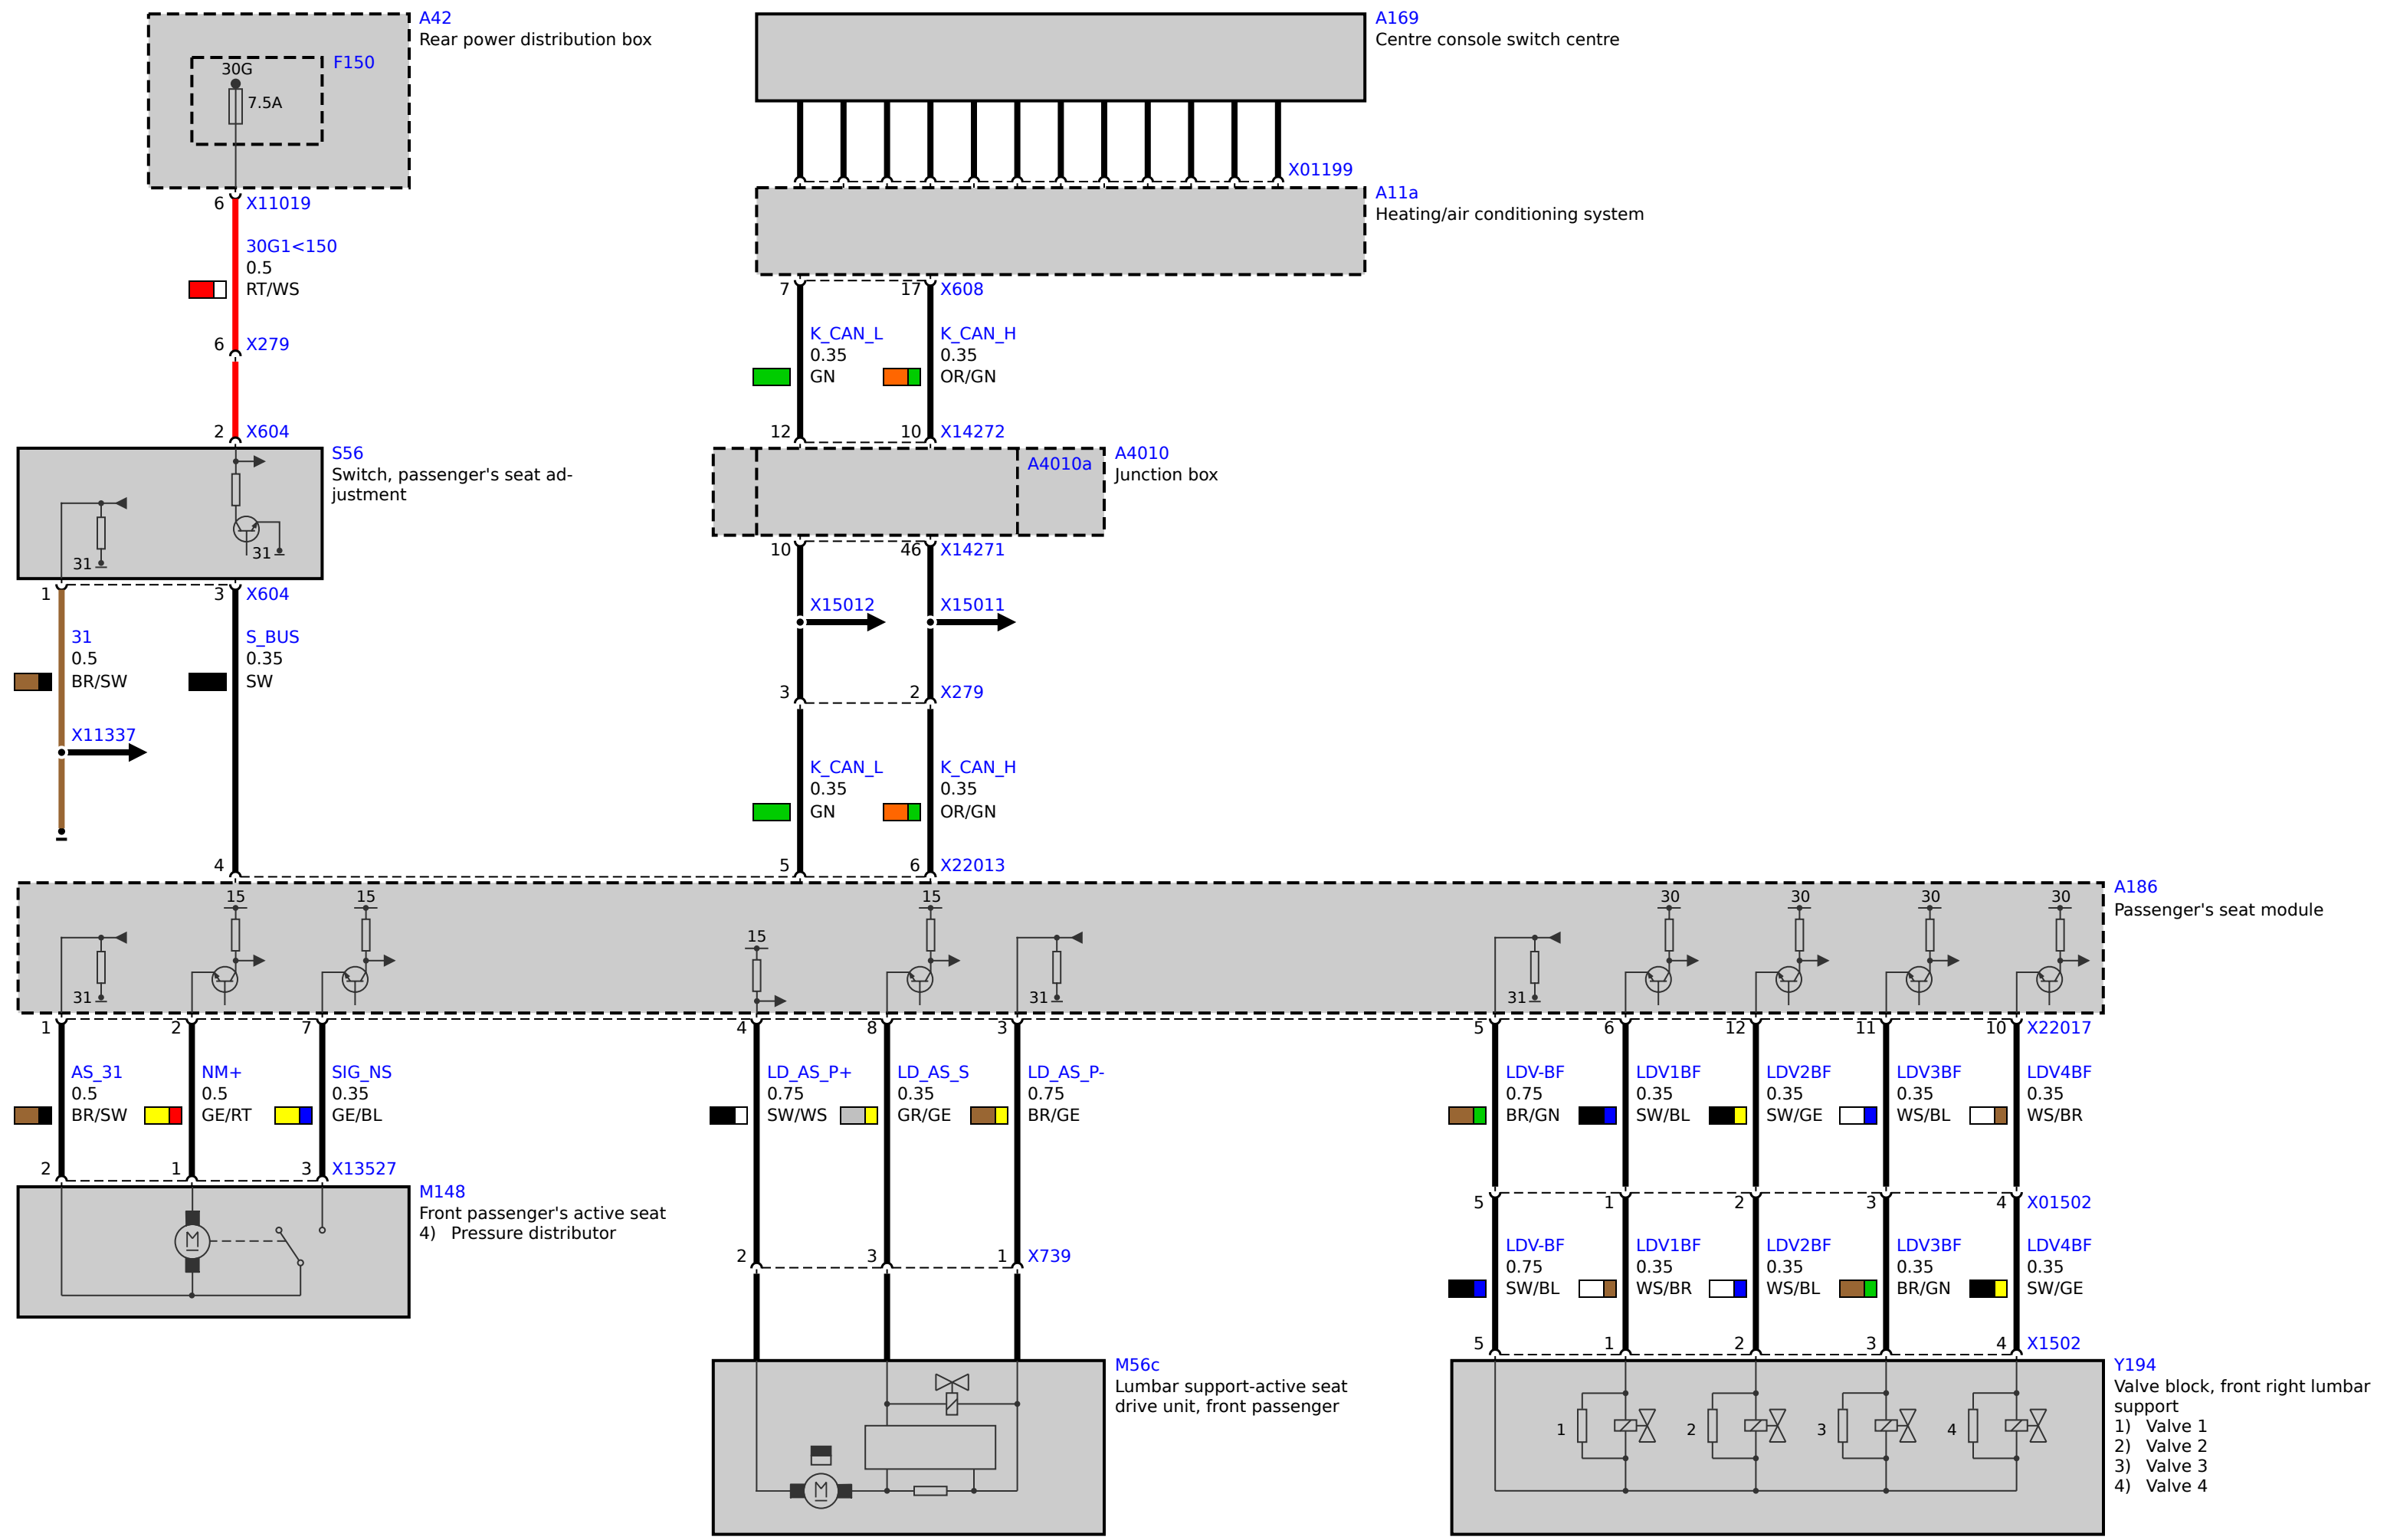 A42
Rear power distribution box
30G
F150
7.5A
A169
Centre console switch centre
X01199
A11a
Heating/air conditioning system
6 X11019
30G1<150
0.5
RT/WS
7 17 X608
K_CAN_L K_CAN_H
0.35 0.35
GN OR/GN
6 X279
2 X604
12 10 X14272
S56
Switch, passenger's seat ad-
justment
31
31
A4010a
A4010
Junction box
10 46 X14271
1 3 X604
X15012 X15011
31 S_BUS
0.5 0.35
BR/SW SW
3 2 X279
X11337
K_CAN_L K_CAN_H
0.35 0.35
GN OR/GN
4 5 6 X22013
A186
Passenger's seat module
15 15 15 30 30 30 30
15
31 31 31
1 2 7 4 8 3 5 6 12 11 10 X22017
AS_31 NM+ SIG_NS LD_AS_P+ LD_AS_S LD_AS_P- LDV-BF LDV1BF LDV2BF LDV3BF LDV4BF
0.5 0.5 0.35 0.75 0.35 0.75 0.75 0.35 0.35 0.35 0.35
BR/SW GE/RT GE/BL SW/WS GR/GE BR/GE BR/GN SW/BL SW/GE WS/BL WS/BR
2 1 3 X13527
M148
Front passenger's active seat
4) Pressure distributor
M
5 1 2 3 4 X01502
LDV-BF LDV1BF LDV2BF LDV3BF LDV4BF
0.75 0.35 0.35 0.35 0.35
SW/BL WS/BR WS/BL BR/GN SW/GE
2 3 1 X739
5 1 2 3 4 X1502
M56c
Lumbar support-active seat
drive unit, front passenger
M
Y194
Valve block, front right lumbar
support
1) Valve 1
2) Valve 2
3) Valve 3
4) Valve 4
1 2 3 4